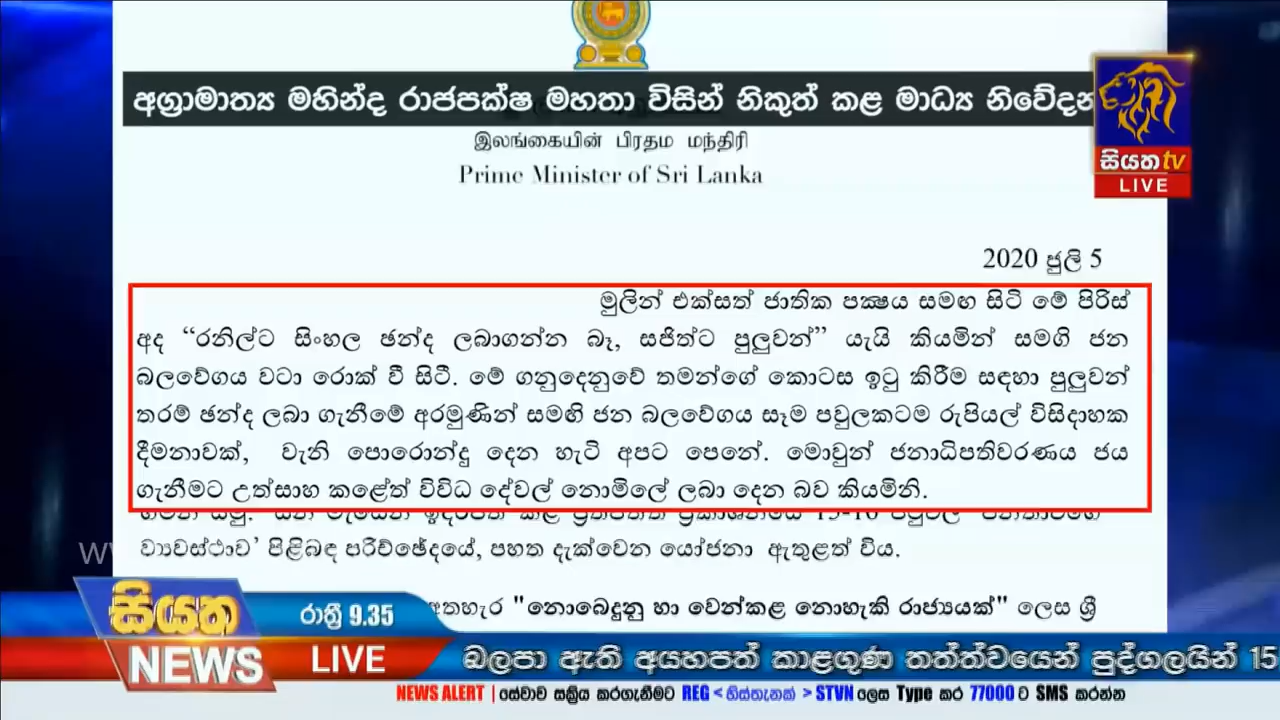 අග්‍රාමාත්‍ය මහින්ද රාජපක්ෂ මහතා විසින් නිකුත් කළ මාධ්‍ය නිවේදන
இலங்கையின் பிரதம மந்திரி
Prime Minister of Sri Lanka
සියත tv
LIVE
2020 ජුලි 5
මුලින් එක්සත් ජාතික පක්‍ෂය සමඟ සිටි මේ පිරිස්
අද “රනිල්ට සිංහල ඡන්ද ලබාගන්න බෑ, සජිත්ට පුලුවන්” යැයි කියමින් සමගි ජන
බලවේගය වටා රොක් වී සිටී. මේ ගනුදෙනුවේ තමන්ගේ කොටස ඉටු කිරීම සඳහා පුලුවන්
තරම් ඡන්ද ලබා ගැනීමේ අරමුණින් සමඟි ජන බලවේගය සෑම පවුලකටම රුපියල් විසිදාහක
දීමනාවක්, වැනි පොරොන්දු දෙන හැටි අපට පෙනේ. මොවුන් ජනාධිපතිවරණය ජය
ගැනීමට උත්සාහ කළේත් විවිධ දේවල් නොමිලේ ලබා දෙන බව කියමිනි.
ව්‍යවස්ථාව’ පිළිබඳ පරිච්ඡේදයේ, පහත දැක්වෙන යෝජනා ඇතුළත් විය.
අතහැර "නොබෙදුනු හා වෙන්කළ නොහැකි රාජ්‍යයක්" ලෙස ශ්‍රී
සියත
NEWS
රාත්‍රී 9.35
LIVE
බලපා ඇති අයහපත් කාළගුණ තත්ත්වයෙන් පුද්ගලයින් 15
NEWS ALERT | සේවාව සක්‍රීය කරගැනීමට REG < හිස්තැනක් > STVN ලෙස Type කර 77000 ට SMS කරන්න